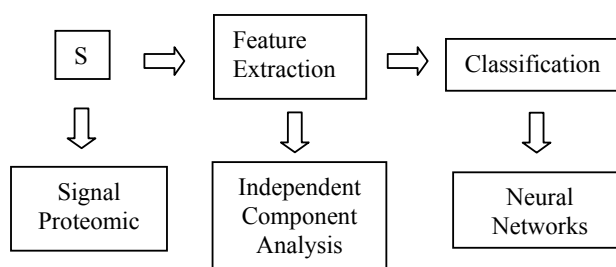 S
Feature
Extraction
Classification
Signal
Proteomic
Independent
Component
Analysis
Neural
Networks